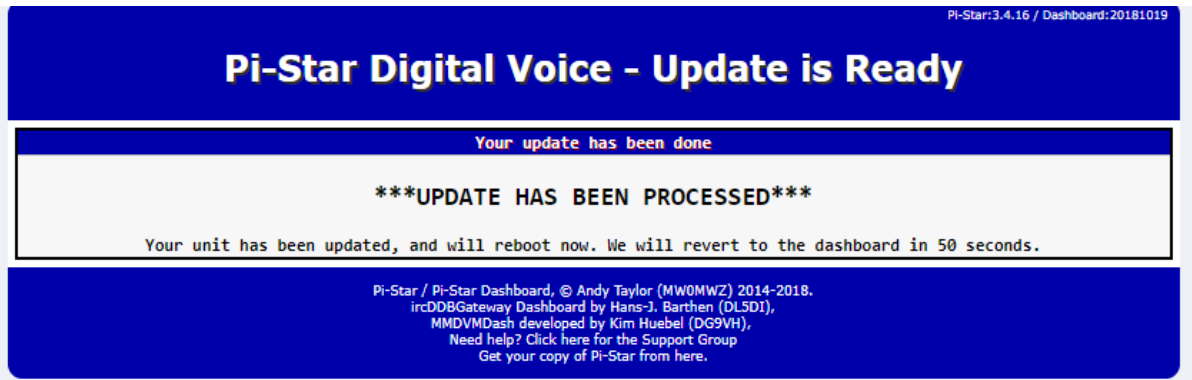 Pi-Star:3.4.16 / Dashboard:20181019
Pi-Star Digital Voice - Update is Ready
Your update has been done
***UPDATE HAS BEEN PROCESSED***
Your unit has been updated, and will reboot now. We will revert to the dashboard in 50 seconds.
Pi-Star / Pi-Star Dashboard, © Andy Taylor (MW0MWZ) 2014-2018.
ircDDBGateway Dashboard by Hans-J. Barthen (DL5DI),
MMDVMDash developed by Kim Huebel (DG9VH),
Need help? Click here for the Support Group
Get your copy of Pi-Star from here.